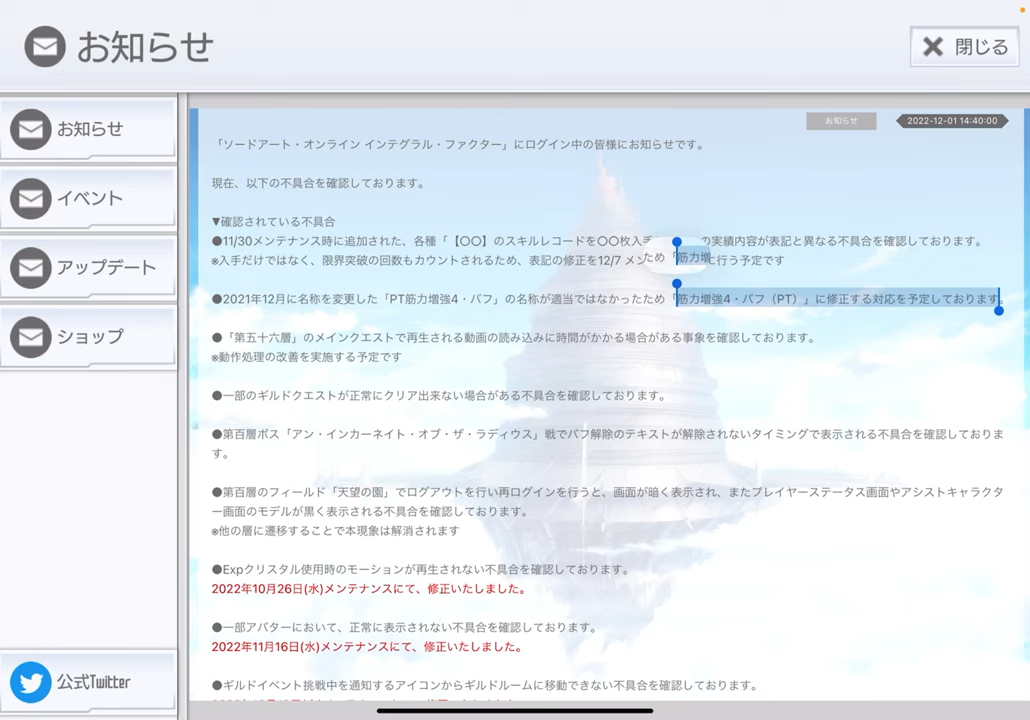 お知らせ
閉じる
お知らせ
イベント
アップデート
ショップ
公式Twitter
お知らせ
2022-12-01 14:40:00
「ソードアート・オンライン インテグラル・ファクター」にログイン中の皆様にお知らせです。
現在、以下の不具合を確認しております。
▼確認されている不具合
●11/30メンテナンス時に追加された、各種「【〇〇】のスキルレコードを〇〇枚入手 の実績内容が表記と異なる不具合を確認しております。
※入手だけではなく、限界突破の回数もカウントされるため、表記の修正を12/7 メン と行う予定です
ため「筋力増
●2021年12月に名称を変更した「PT筋力増強4・バフ」の名称が適当ではなかったため「筋力増強4・バフ（PT）」に修正する対応を予定しております。
●「第五十六層」のメインクエストで再生される動画の読み込みに時間がかかる場合がある事象を確認しております。
※動作処理の改善を実施する予定です
●一部のギルドクエストが正常にクリア出来ない場合がある不具合を確認しております。
●第百層ボス「アン・インカーネイト・オブ・ザ・ラディウス」戦でバフ解除のテキストが解除されないタイミングで表示される不具合を確認しておりま
す。
●第百層のフィールド「天望の園」でログアウトを行い再ログインを行うと、画面が暗く表示され、またプレイヤーステータス画面やアシストキャラクタ
ー画面のモデルが黒く表示される不具合を確認しております。
※他の層に遷移することで本現象は解消されます
●Expクリスタル使用時のモーションが再生されない不具合を確認しております。
2022年10月26日(水)メンテナンスにて、修正いたしました。
●一部アバターにおいて、正常に表示されない不具合を確認しております。
2022年11月16日(水)メンテナンスにて、修正いたしました。
●ギルドイベント挑戦中を通知するアイコンからギルドルームに移動できない不具合を確認しております。